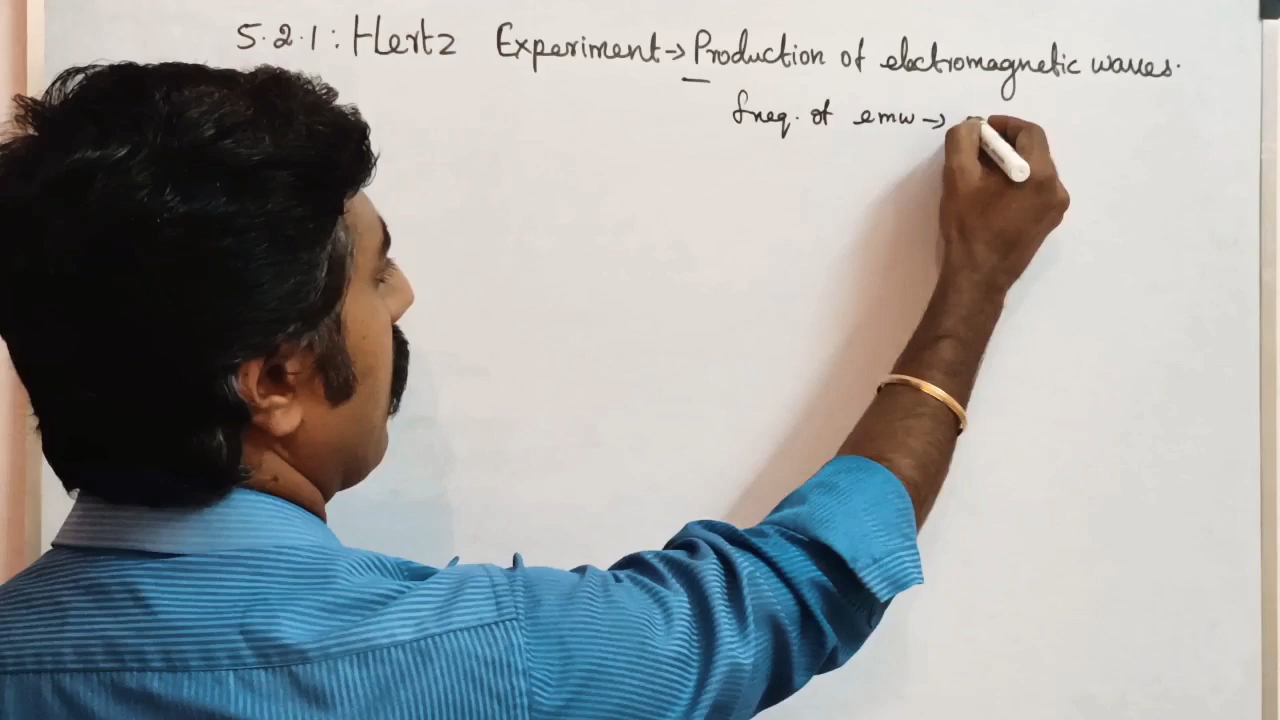 5.2.1: Hertz Experiment→ Production of electromagnetic waves.
freq. of emw →